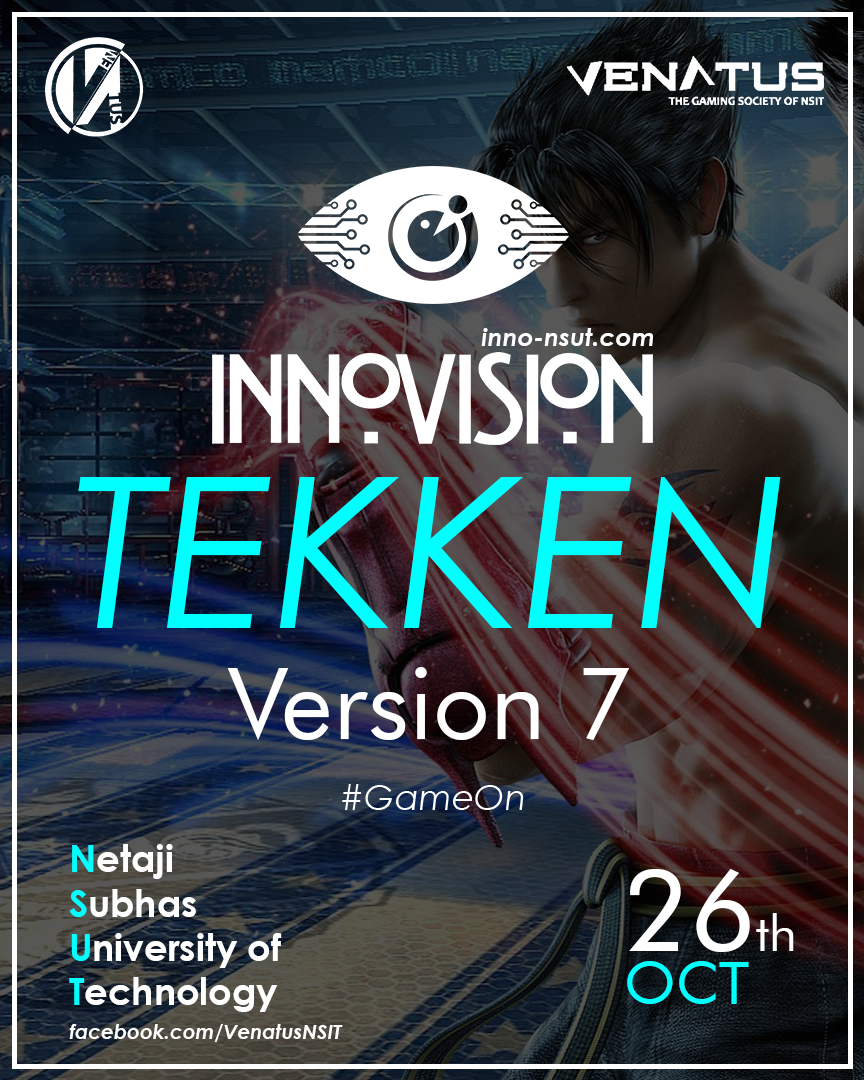 VENATUS
VENATUS
THE GAMING SOCIETY OF NSIT
inno-nsut.com
INNOVISION
TEKKEN
Version 7
#GameOn
Netaji
Subhas
University of
Technology
facebook.com/VenatusNSIT
26th
OCT